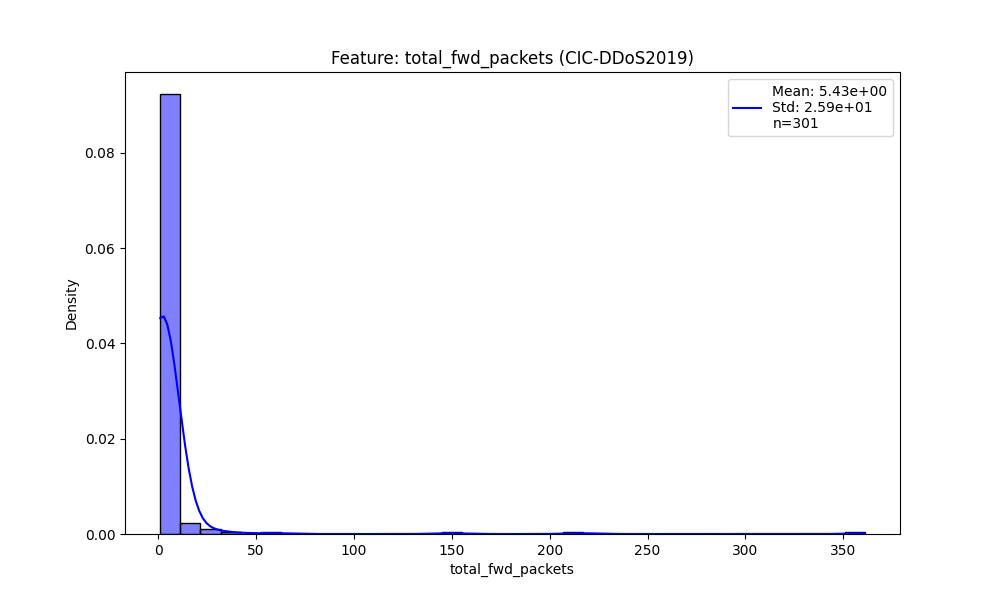 Feature: total_fwd_packets (CIC-DDoS2019)
Mean: 5.43e+00
Std: 2.59e+01
n=301
Density
0.08
0.06
0.04
0.02
0.00
0 50 100 150 200 250 300 350
total_fwd_packets